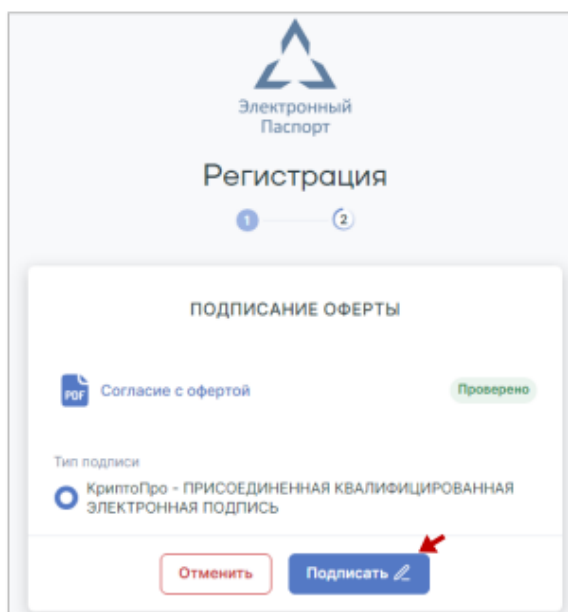 Электронный
Паспорт
Регистрация
1 2
ПОДПИСАНИЕ ОФЕРТЫ
PDF Согласие с офертой Проверено
Тип подписи
КриптоПро - ПРИСОЕДИНЕННАЯ КВАЛИФИЦИРОВАННАЯ
ЭЛЕКТРОННАЯ ПОДПИСЬ
Отменить Подписать